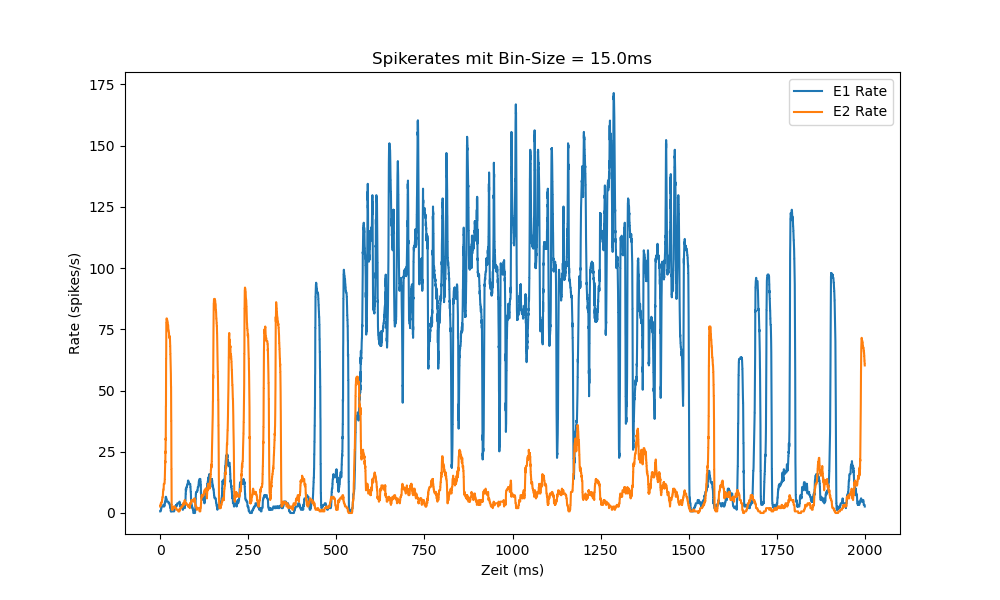 Spikerates mit Bin-Size = 15.0ms
E1 Rate
E2 Rate
175
150
125
100
75
50
25
0
Rate (spikes/s)
0 250 500 750 1000 1250 1500 1750 2000
Zeit (ms)